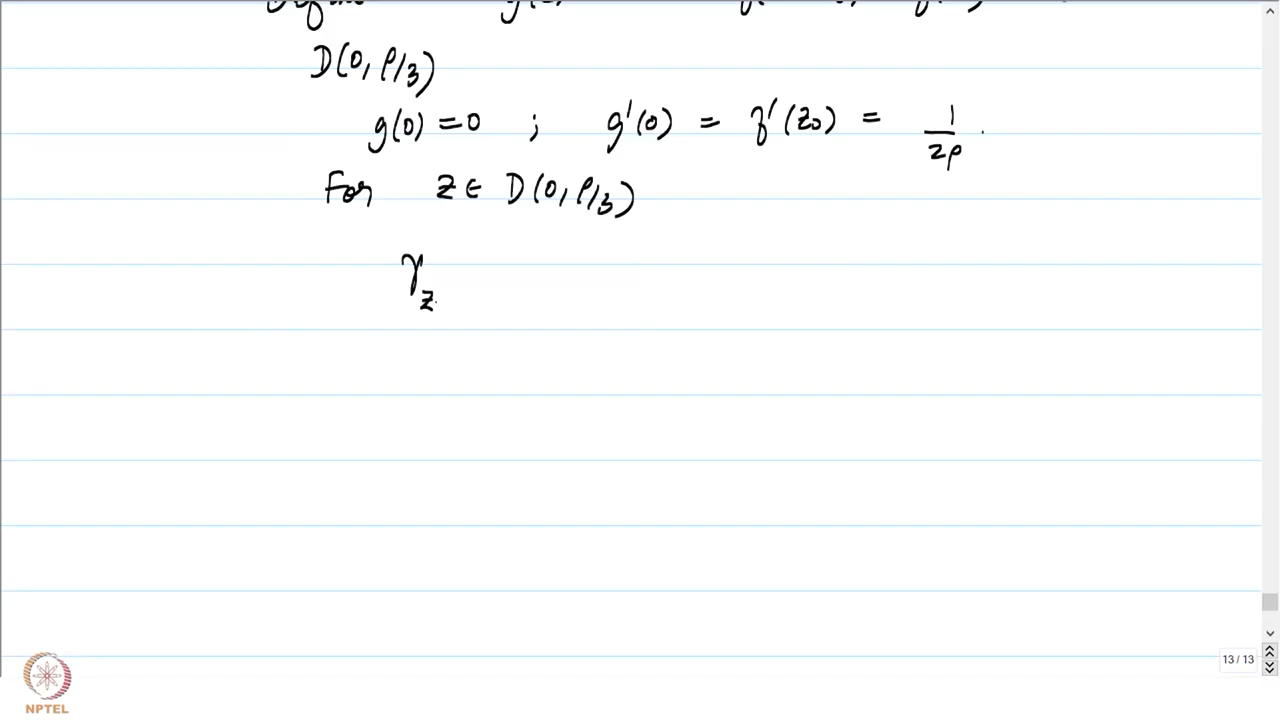 D(0, ρ/3)
g(0) = 0 ; g'(0) = f'(z₀) = 1/2ρ .
For z ∈ D(0, ρ/3)
γ_z
13 / 13
NPTEL